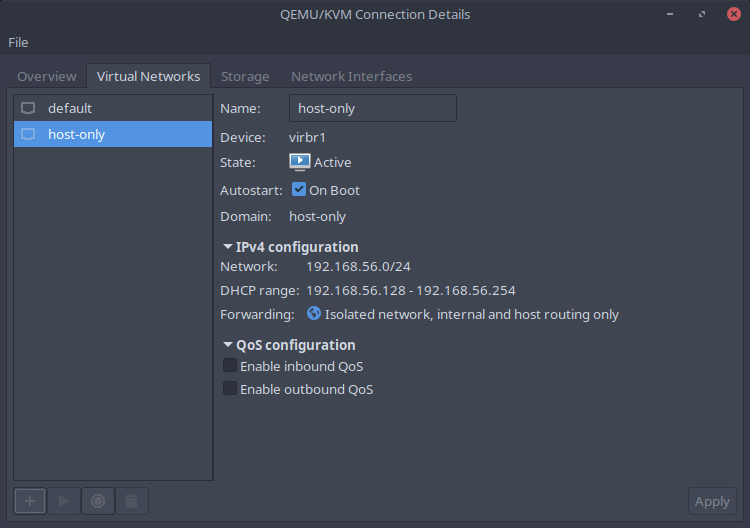 QEMU/KVM Connection Details
File
Overview Virtual Networks Storage Network Interfaces
default
host-only
Name: host-only
Device: virbr1
State: Active
Autostart: On Boot
Domain: host-only
IPv4 configuration
Network: 192.168.56.0/24
DHCP range: 192.168.56.128 - 192.168.56.254
Forwarding: Isolated network, internal and host routing only
QoS configuration
Enable inbound QoS
Enable outbound QoS
Apply